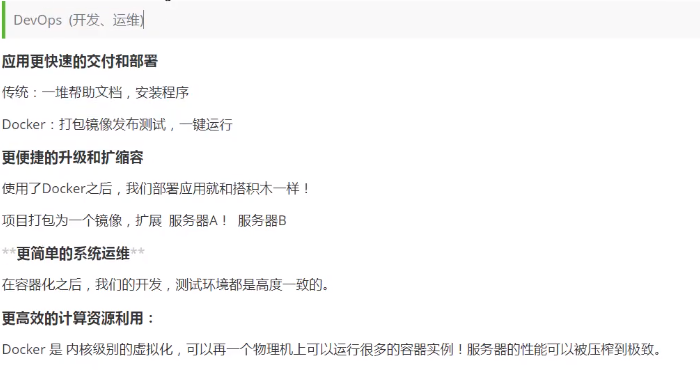 DevOps（开发、运维)
应用更快速的交付和部署
传统：一堆帮助文档，安装程序
Docker：打包镜像发布测试，一键运行
更便捷的升级和扩缩容
使用了Docker之后，我们部署应用就和搭积木一样！
项目打包为一个镜像，扩展 服务器A！ 服务器B
**更简单的系统运维**
在容器化之后，我们的开发，测试环境都是高度一致的。
更高效的计算资源利用：
Docker 是 内核级别的虚拟化，可以再一个物理机上可以运行很多的容器实例！服务器的性能可以被压榨到极致。